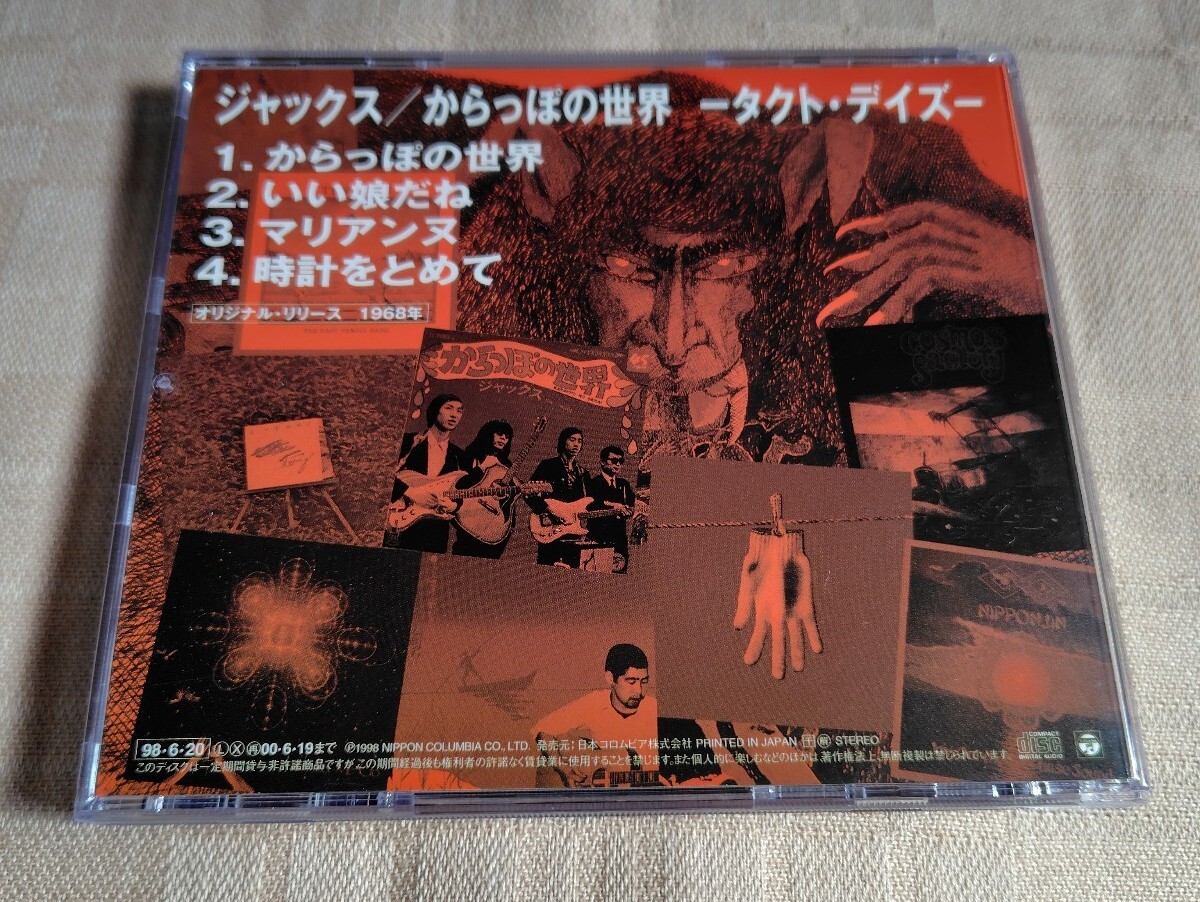 ジャックス／からっぽの世界 ータクト・デイズー
1. からっぽの世界
2. いい娘だね
3. マリアンヌ
4. 時計をとめて
オリジナル・リリース 1968年
からっぽの世界
ジャックス
COSMOS
FACTORY
NIPPONJIN
98・6・20 Ⓛ Ⓧ ㊢00・6・19まで ℗1998 NIPPON COLUMBIA CO., LTD. 発売元：日本コロムビア株式会社 PRINTED IN JAPAN STEREO
このディスクは一定期間貸与非許諾商品ですが、この期間経過後も権利者の許諾なく賃貸業に使用することを禁じます。また個人的に楽しむなどのほかは、著作権法上、無断複製は禁じられています。
COMPACT
disc
DIGITAL AUDIO